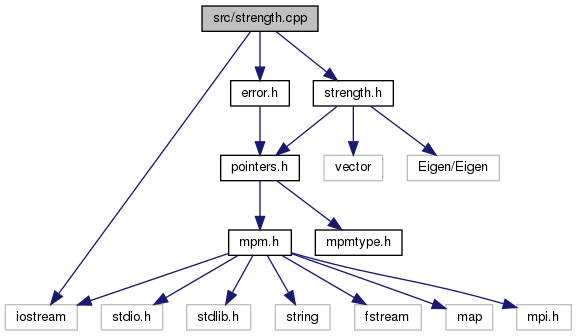 src/strength.cpp
error.h
strength.h
pointers.h
vector
Eigen/Eigen
mpm.h
mpmtype.h
iostream
stdio.h
stdlib.h
string
fstream
map
mpi.h